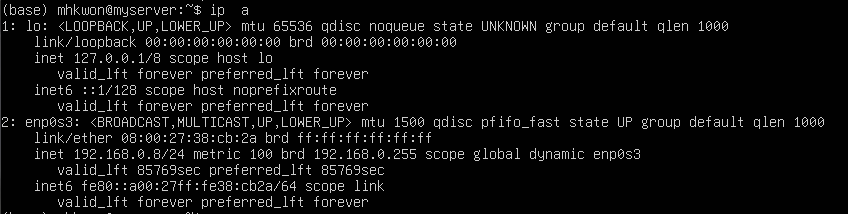 (base) mhkwon@myserver:~$ ip  a
1: lo: <LOOPBACK,UP,LOWER_UP> mtu 65536 qdisc noqueue state UNKNOWN group default qlen 1000
    link/loopback 00:00:00:00:00:00 brd 00:00:00:00:00:00
    inet 127.0.0.1/8 scope host lo
       valid_lft forever preferred_lft forever
    inet6 ::1/128 scope host noprefixroute
       valid_lft forever preferred_lft forever
2: enp0s3: <BROADCAST,MULTICAST,UP,LOWER_UP> mtu 1500 qdisc pfifo_fast state UP group default qlen 1000
    link/ether 08:00:27:38:cb:2a brd ff:ff:ff:ff:ff:ff
    inet 192.168.0.8/24 metric 100 brd 192.168.0.255 scope global dynamic enp0s3
       valid_lft 85769sec preferred_lft 85769sec
    inet6 fe80::a00:27ff:fe38:cb2a/64 scope link
       valid_lft forever preferred_lft forever